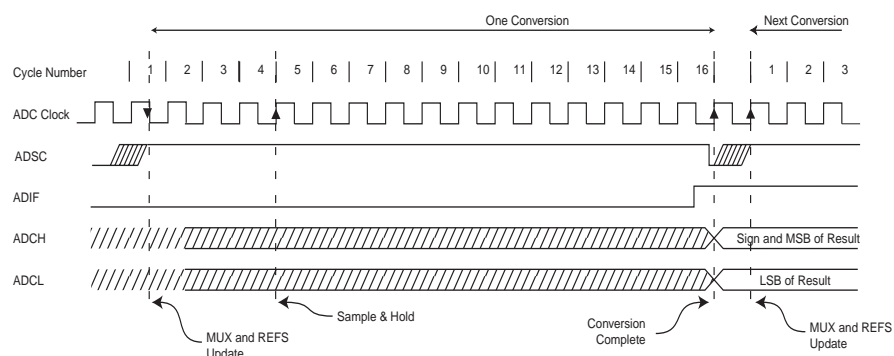 One Conversion
Next Conversion
Cycle Number 1 2 3 4 5 6 7 8 9 10 11 12 13 14 15 16 1 2 3
ADC Clock
ADSC
ADIF
ADCH
Sign and MSB of Result
ADCL
LSB of Result
MUX and REFS
Update
Sample & Hold
Conversion
Complete
MUX and REFS
Update